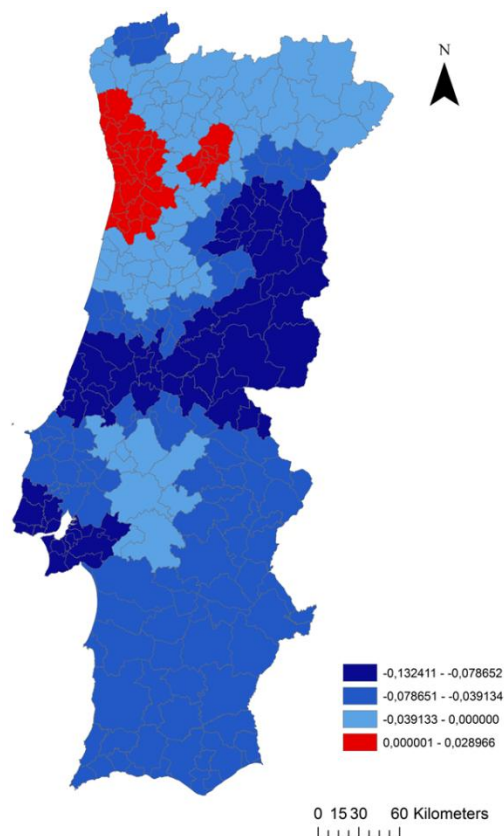 N
-0,132411 - -0,078652
-0,078651 - -0,039134
-0,039133 - 0,000000
0,000001 - 0,028966
0 15 30 60 Kilometers